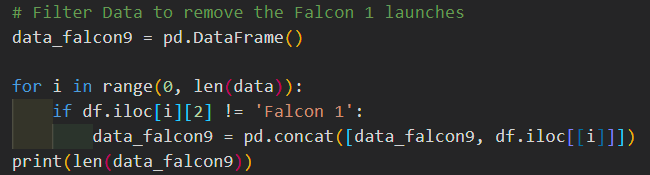 # Filter Data to remove the Falcon 1 launches
data_falcon9 = pd.DataFrame()
for i in range(0, len(data)):
if df.iloc[i][2] != 'Falcon 1':
data_falcon9 = pd.concat([data_falcon9, df.iloc[[i]]])
print(len(data_falcon9))